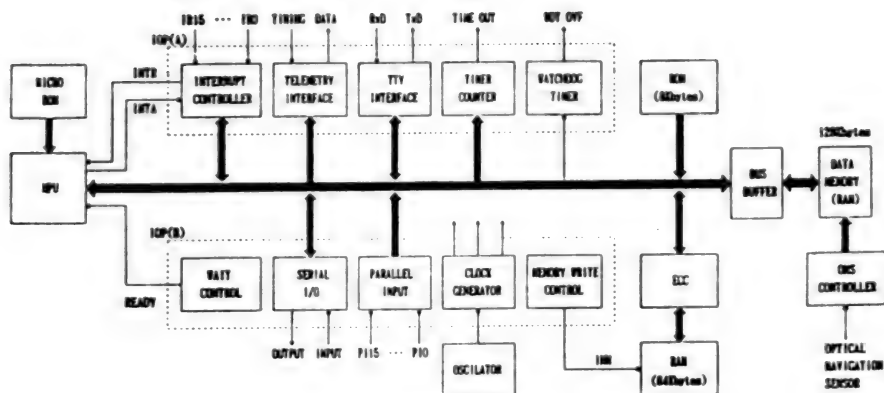 IR15 ··· IR0 TIMING DATA RxD TxD TIME OUT WDT OVF
IOP(A)
MICRO
ROM
INTR
INTA
INTERRUPT
CONTROLLER
TELEMETRY
INTERFACE
TTY
INTERFACE
TIMER
COUNTER
WATCHDOG
TIMER
ROM
(8Kbytes)
128Kbytes
MPU
BUS
BUFFER
DATA
MEMORY
(RAM)
IOP(B)
WAIT
CONTROL
READY
SERIAL
I/O
PARALLEL
INPUT
CLOCK
GENERATOR
MEMORY WRITE
CONTROL
ECC
ONS
CONTROLLER
OUTPUT INPUT PI15 ··· PI0
OSCILATOR
INH
RAM
(64Kbytes)
OPTICAL
NAVIGATION
SENSOR